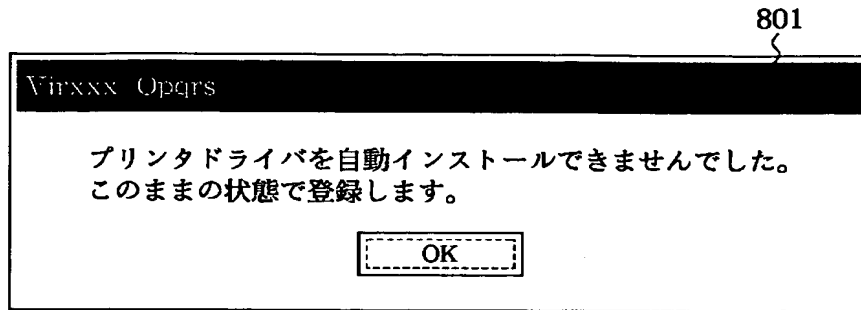 801
Virxxx Opqrs
プリンタドライバを自動インストールできませんでした。
このままの状態で登録します。
OK